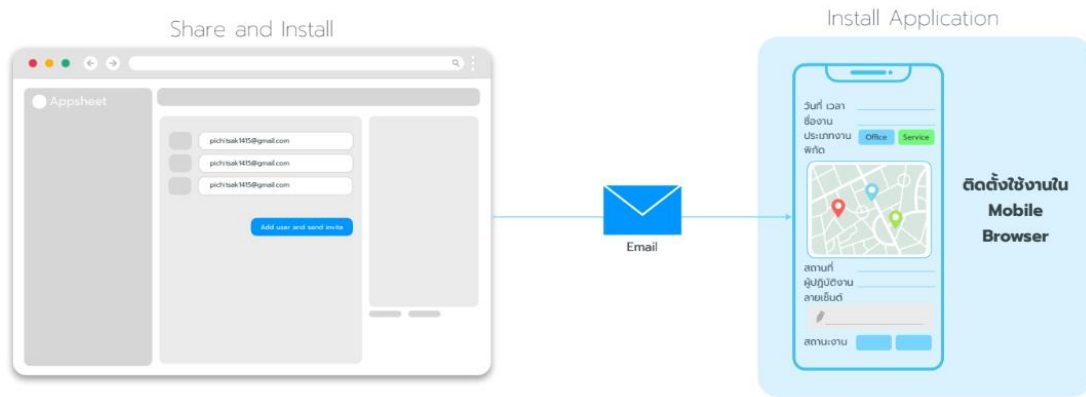 Share and Install
Appsheet
pichitsak1415@gmail.com
pichitsak1415@gmail.com
pichitsak1415@gmail.com
Add user and send invite
Email
Install Application
วันที่ เวลา
ชื่องาน
ประเภทงาน Office Service
พิกัด
สถานที่
ผู้ปฏิบัติงาน
ลายเซ็นต์
สถานะงาน
ติดตั้งใช้งานใน
Mobile
Browser